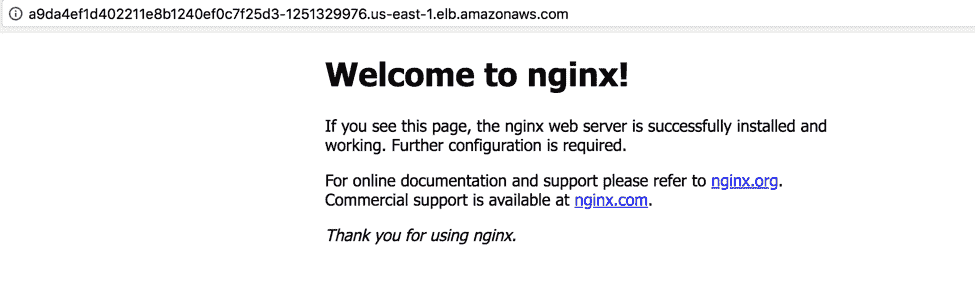 a9da4ef1d402211e8b1240ef0c7f25d3-1251329976.us-east-1.elb.amazonaws.com
Welcome to nginx!
If you see this page, the nginx web server is successfully installed and
working. Further configuration is required.
For online documentation and support please refer to nginx.org.
Commercial support is available at nginx.com.
Thank you for using nginx.